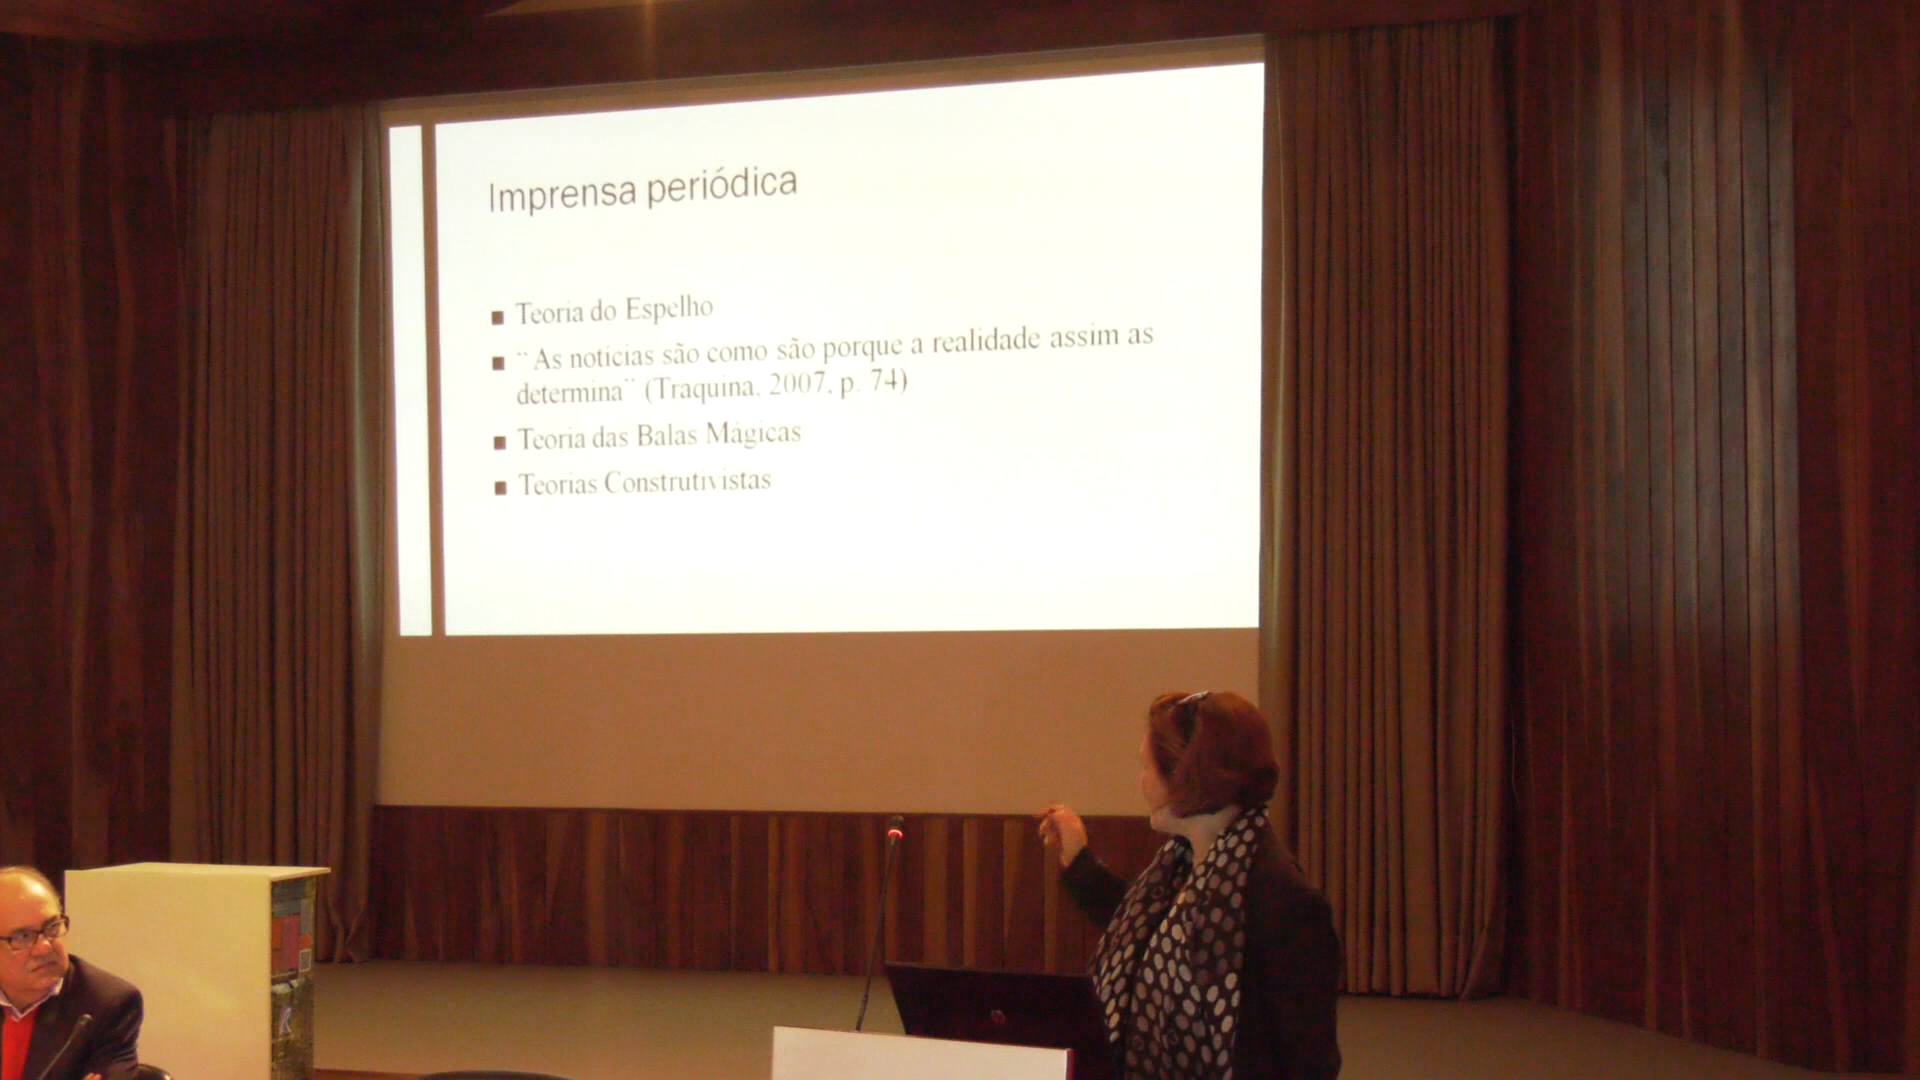 Imprensa periódica
■ Teoria do Espelho
■ ¨As noticias são como são porque a realidade assim as
determina¨ (Traquina, 2007, p. 74)
■ Teoria das Balas Mágicas
■ Teorias Construtivistas